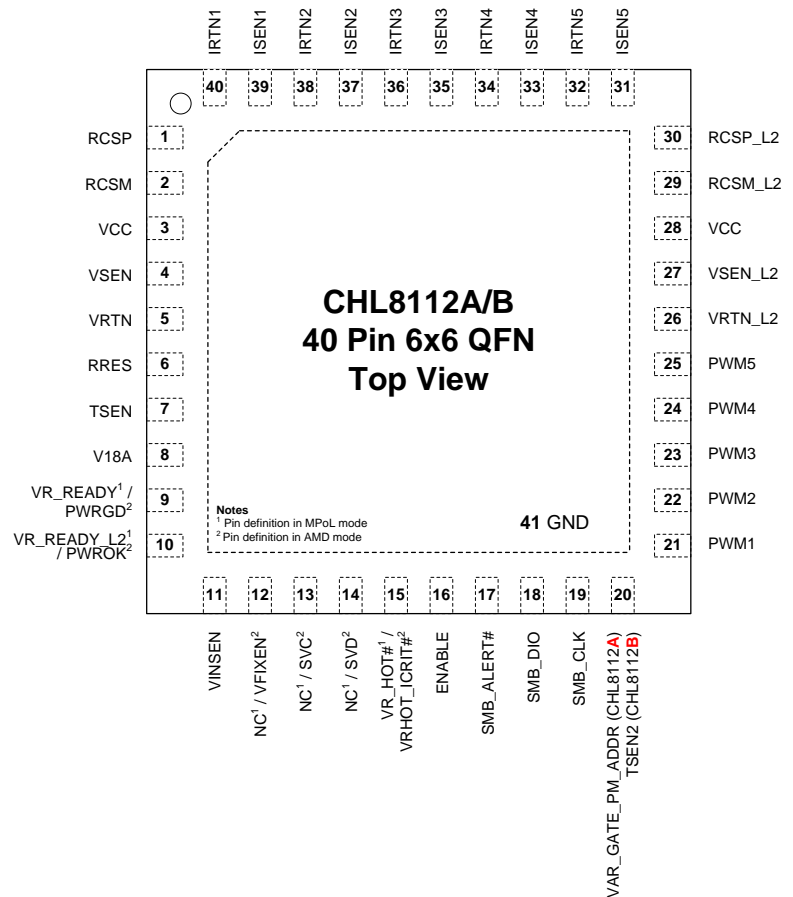 IRTN1
ISEN1
IRTN2
ISEN2
IRTN3
ISEN3
IRTN4
ISEN4
IRTN5
ISEN5
40
39
38
37
36
35
34
33
32
31
RCSP 1
RCSM 2
VCC 3
VSEN 4
VRTN 5
RRES 6
TSEN 7
V18A 8
VR_READY¹ /
PWRGD² 9
VR_READY_L2¹
/ PWROK² 10
30 RCSP_L2
29 RCSM_L2
28 VCC
27 VSEN_L2
26 VRTN_L2
25 PWM5
24 PWM4
23 PWM3
22 PWM2
21 PWM1
CHL8112A/B
40 Pin 6x6 QFN
Top View
Notes
¹ Pin definition in MPoL mode
² Pin definition in AMD mode
41 GND
11
12
13
14
15
16
17
18
19
20
VINSEN
NC¹ / VFIXEN²
NC¹ / SVC²
NC¹ / SVD²
VR_HOT#¹ /
VRHOT_ICRIT#²
ENABLE
SMB_ALERT#
SMB_DIO
SMB_CLK
VAR_GATE_PM_ADDR (CHL8112A)
TSEN2 (CHL8112B)